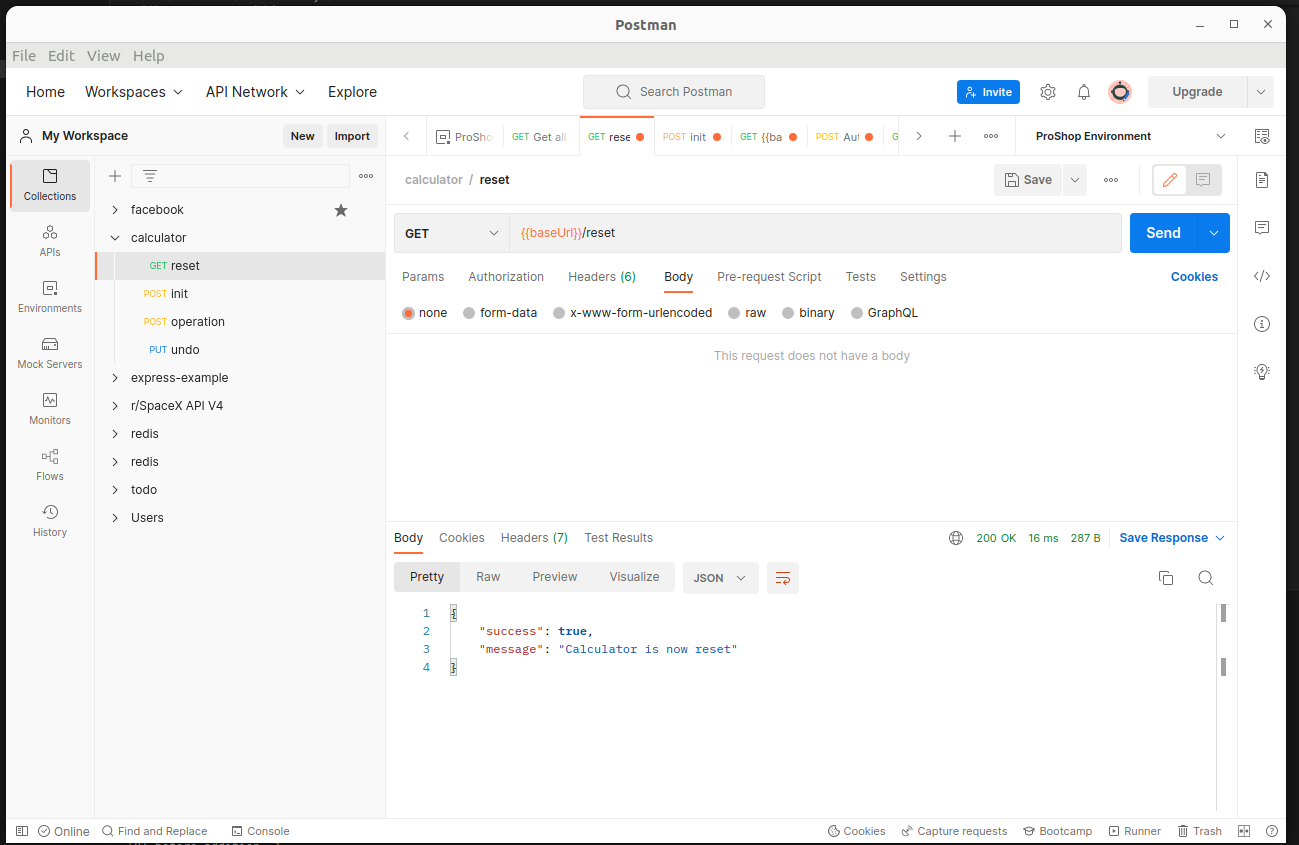 Postman
File Edit View Help
Home Workspaces API Network Explore Search Postman Invite Upgrade
My Workspace New Import ProSho GET Get all GET rese POST init GET {{ba POST Aut G ProShop Environment
Collections
APIs
Environments
Mock Servers
Monitors
Flows
History
facebook
calculator
GET reset
POST init
POST operation
PUT undo
express-example
r/SpaceX API V4
redis
redis
todo
Users
calculator / reset Save
GET {{baseUrl}}/reset Send
Params Authorization Headers (6) Body Pre-request Script Tests Settings Cookies
none form-data x-www-form-urlencoded raw binary GraphQL
This request does not have a body
Body Cookies Headers (7) Test Results 200 OK 16 ms 287 B Save Response
Pretty Raw Preview Visualize JSON
1 {
2 "success": true,
3 "message": "Calculator is now reset"
4 }
Online Find and Replace Console Cookies Capture requests Bootcamp Runner Trash